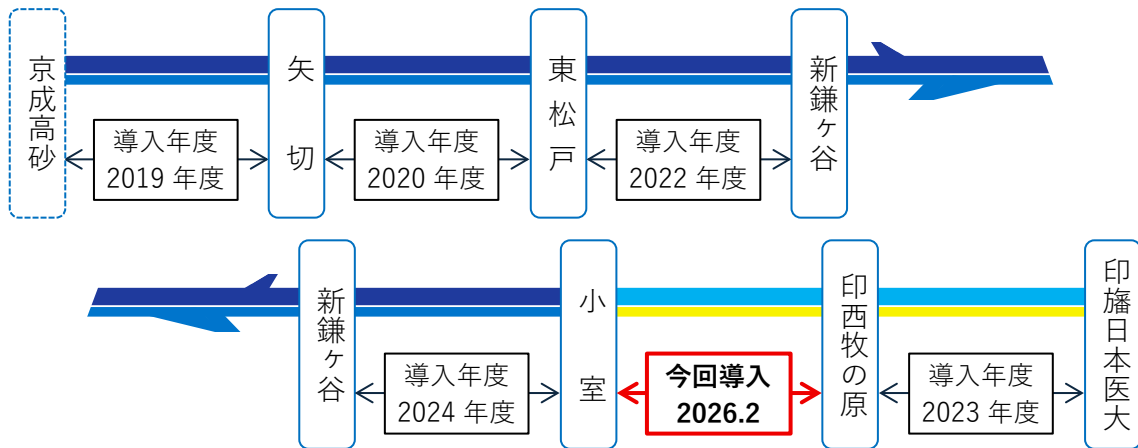 京成高砂
導入年度
2019 年度
矢切
導入年度
2020 年度
東松戸
導入年度
2022 年度
新鎌ヶ谷
新鎌ヶ谷
導入年度
2024 年度
小室
今回導入
2026.2
印西牧の原
導入年度
2023 年度
印旛日本医大